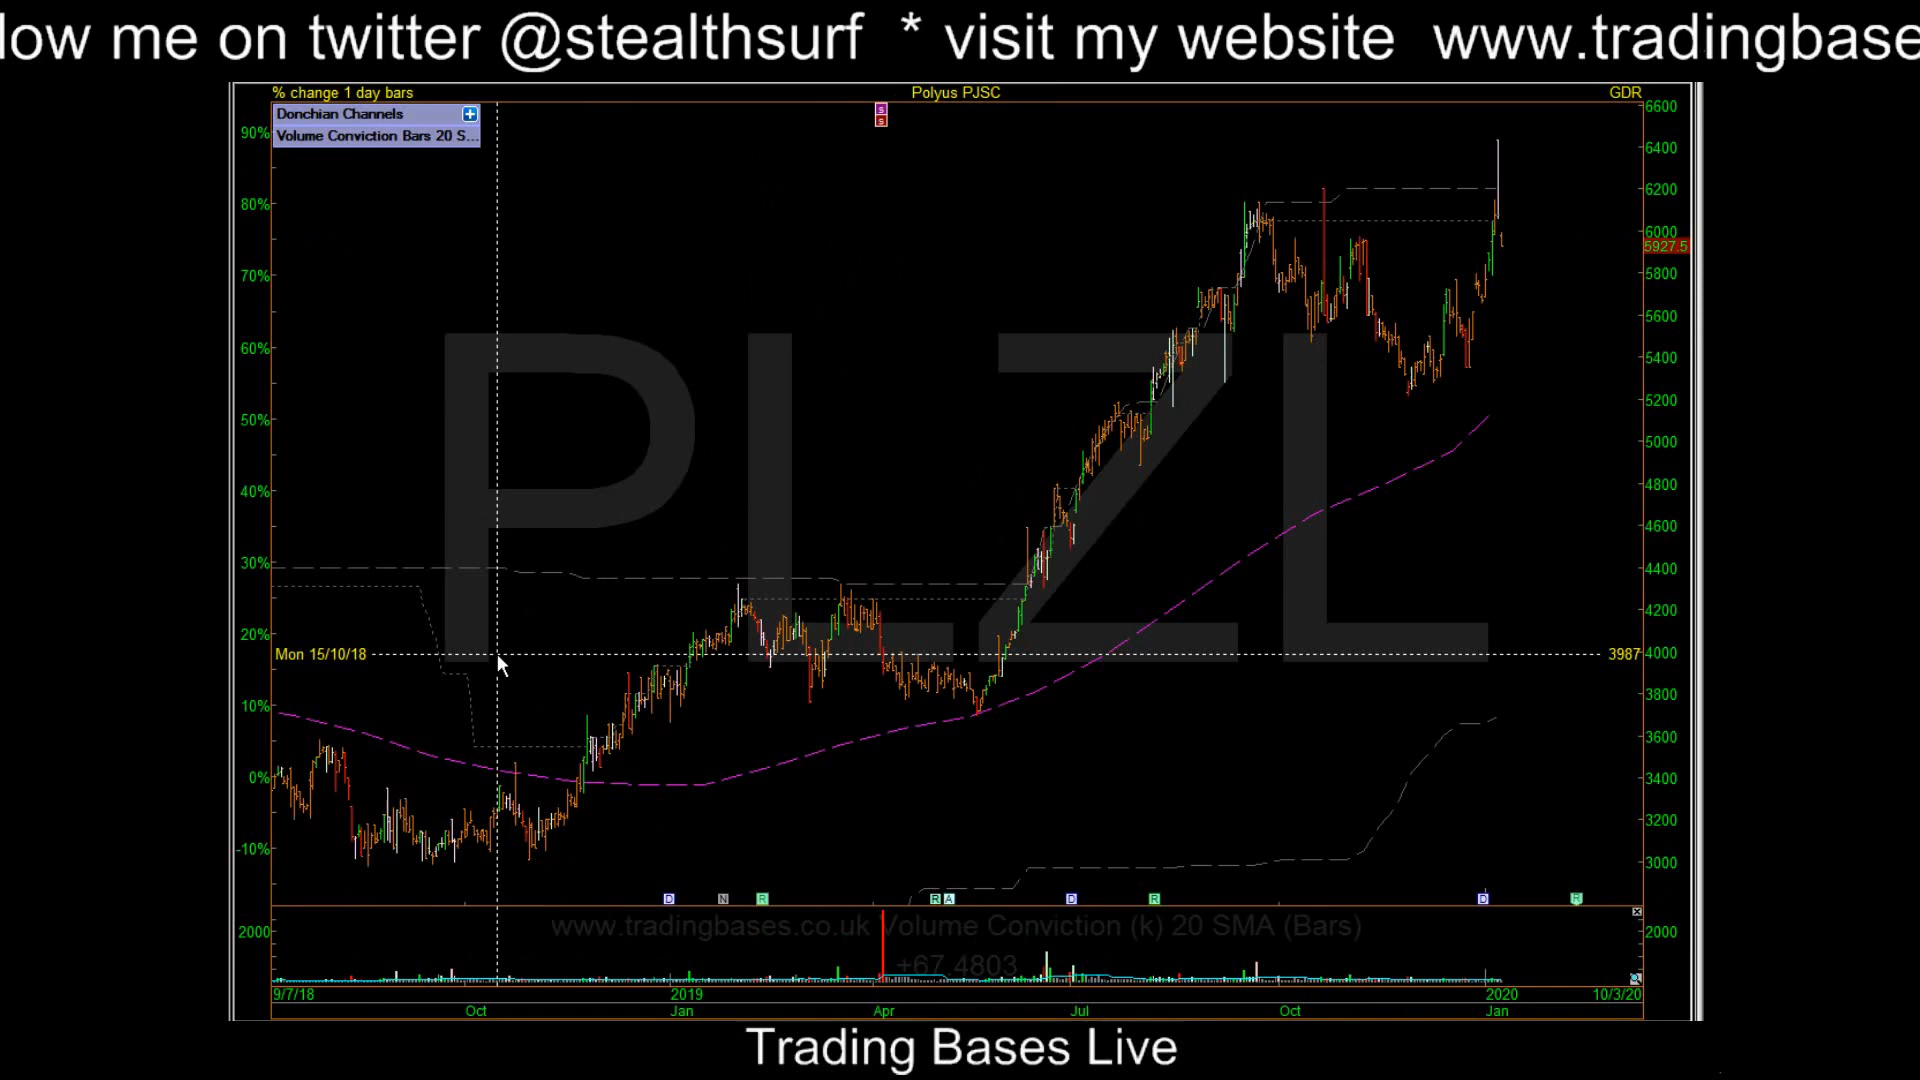 low me on twitter @stealthsurf * visit my website www.tradingbase
% change 1 day bars Polyus PJSC GDR
Donchian Channels
Volume Conviction Bars 20 S...
S
S
PLZL
90%
80%
70%
60%
50%
40%
30%
20%
10%
0%
-10%
6600
6400
6200
6000
5927.5
5800
5600
5400
5200
5000
4800
4600
4400
4200
4000
3800
3600
3400
3200
3000
Mon 15/10/18 3987
D N R R A D R D R
www.tradingbases.co.uk Volume Conviction (k) 20 SMA (Bars)
2000 2000
+67.4803
9/7/18 2019 2020 10/3/20
Oct Jan Apr Jul Oct Jan
Trading Bases Live